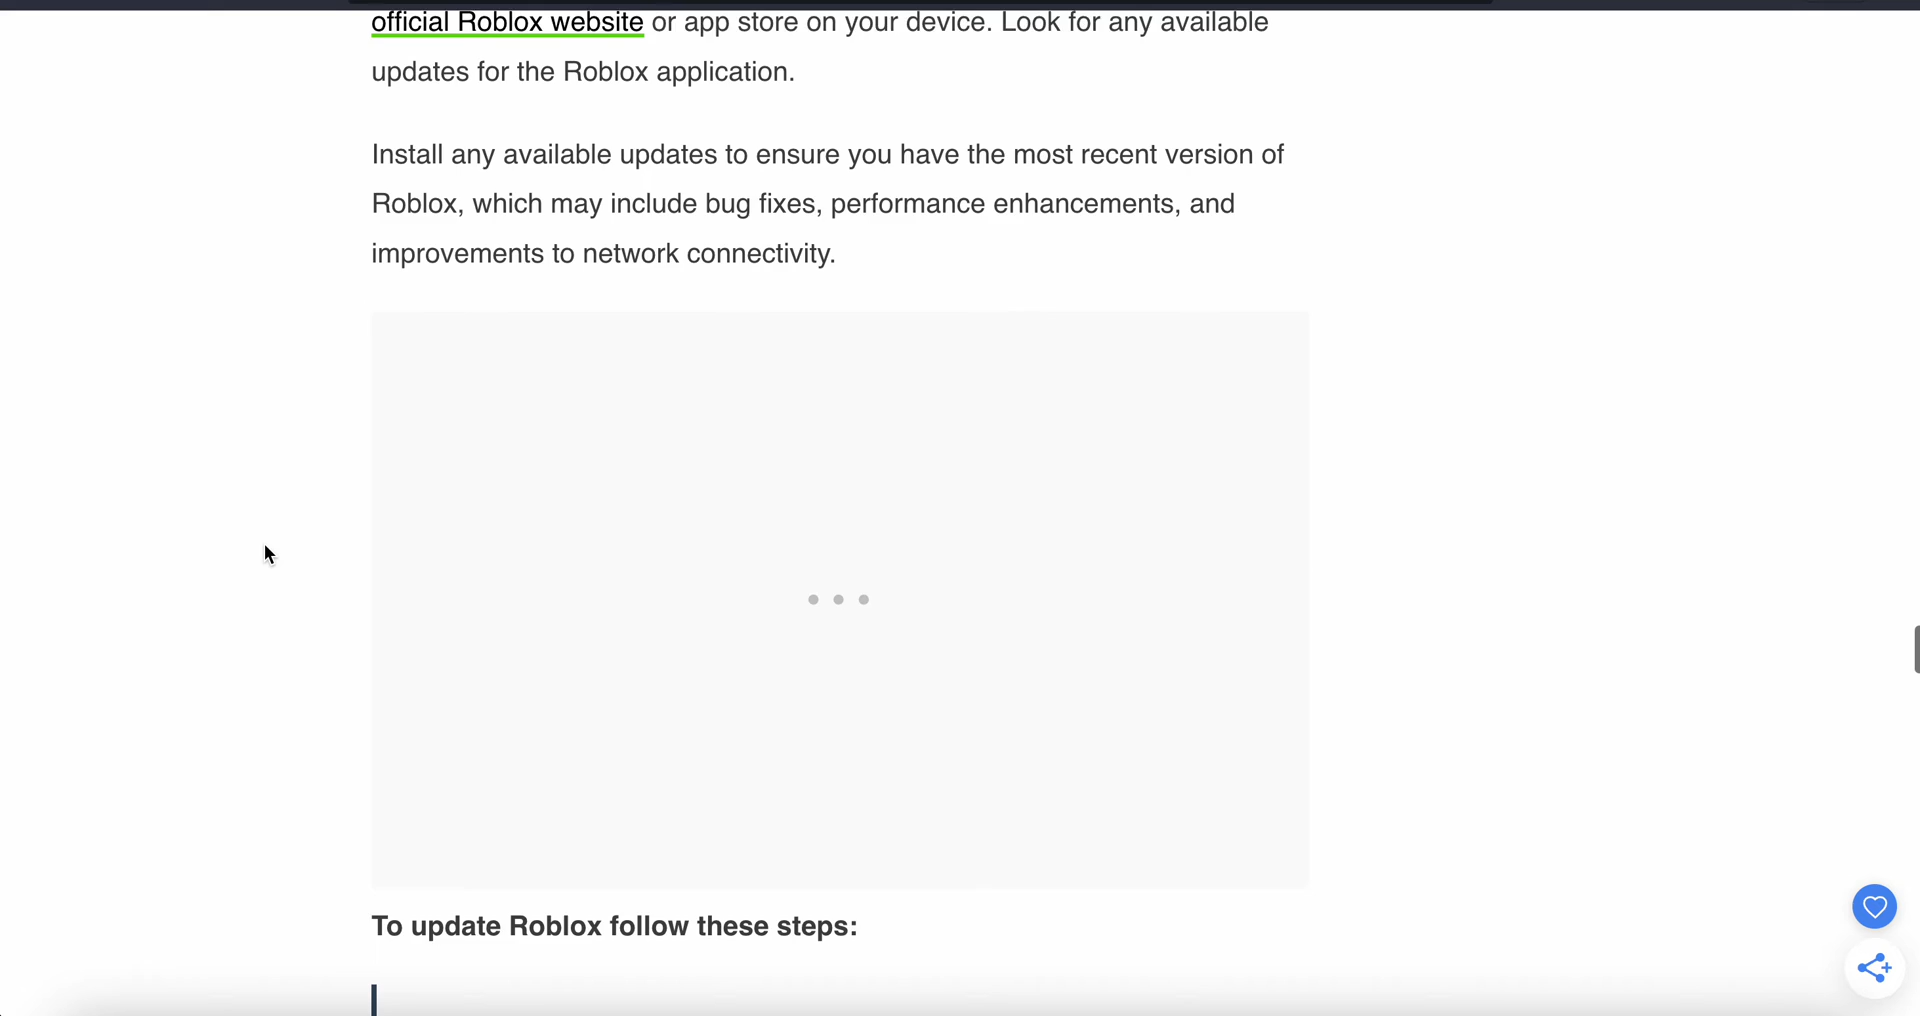 official Roblox website or app store on your device. Look for any available
updates for the Roblox application.
Install any available updates to ensure you have the most recent version of
Roblox, which may include bug fixes, performance enhancements, and
improvements to network connectivity.
To update Roblox follow these steps: